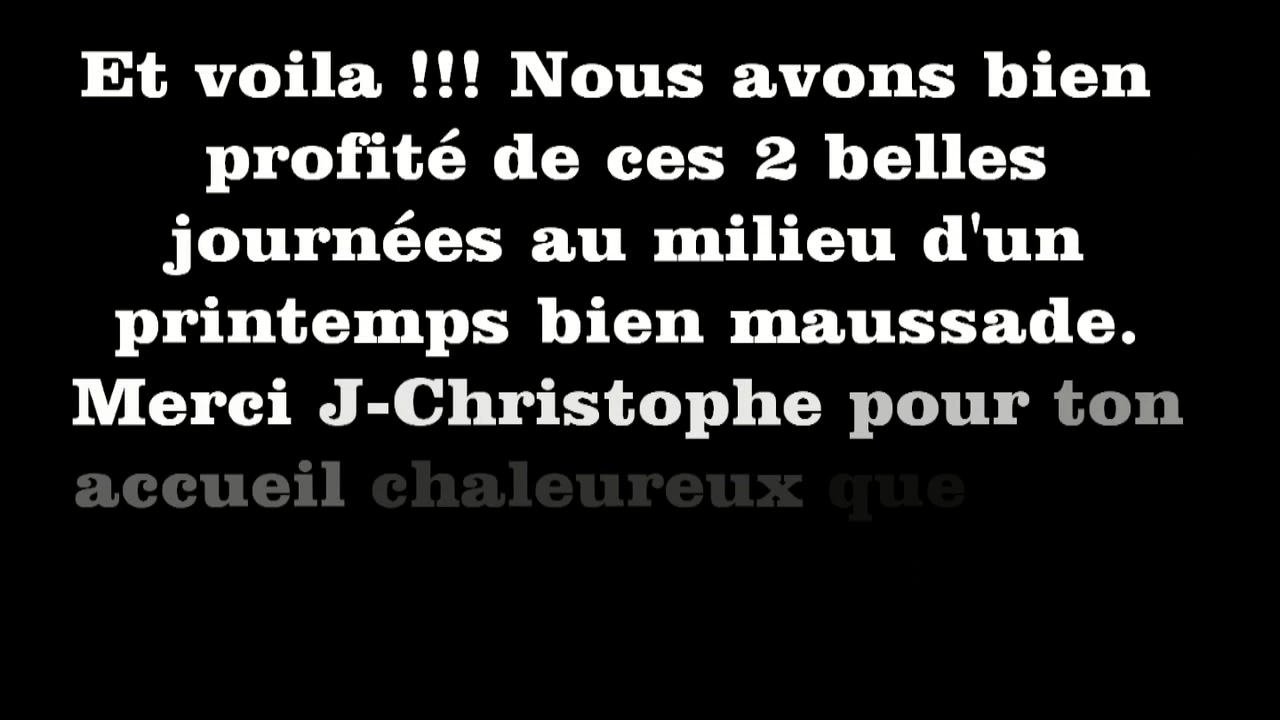 Et voila !!! Nous avons bien
profité de ces 2 belles
journées au milieu d'un
printemps bien maussade.
Merci J-Christophe pour ton
accueil chaleureux que